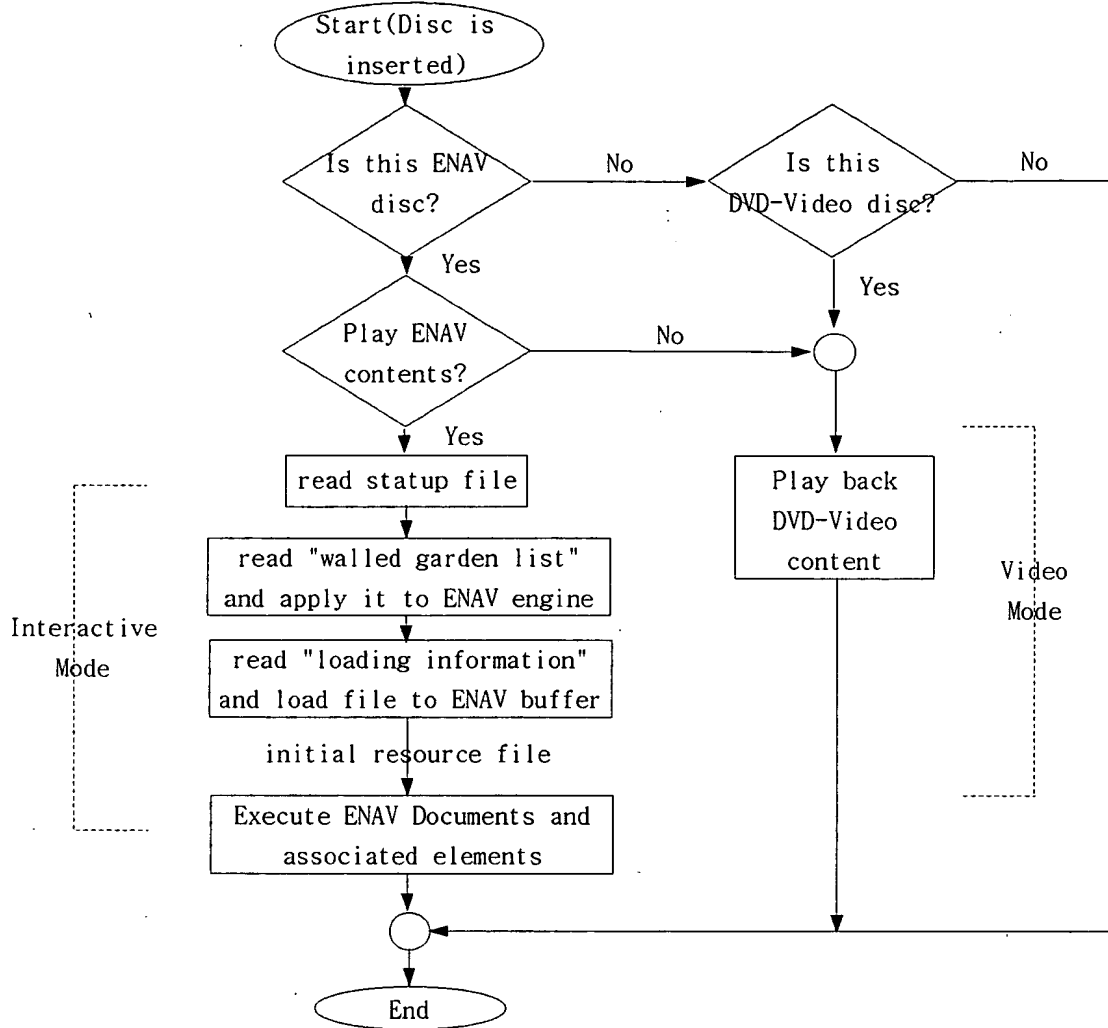 Start(Disc is
inserted)
Is this ENAV
disc?
No
Is this
DVD-Video disc?
No
Yes
Yes
Play ENAV
contents?
No
Yes
read statup file
Play back
DVD-Video
content
read "walled garden list"
and apply it to ENAV engine
Video
Mode
Interactive
Mode
read "loading information"
and load file to ENAV buffer
initial resource file
Execute ENAV Documents and
associated elements
End